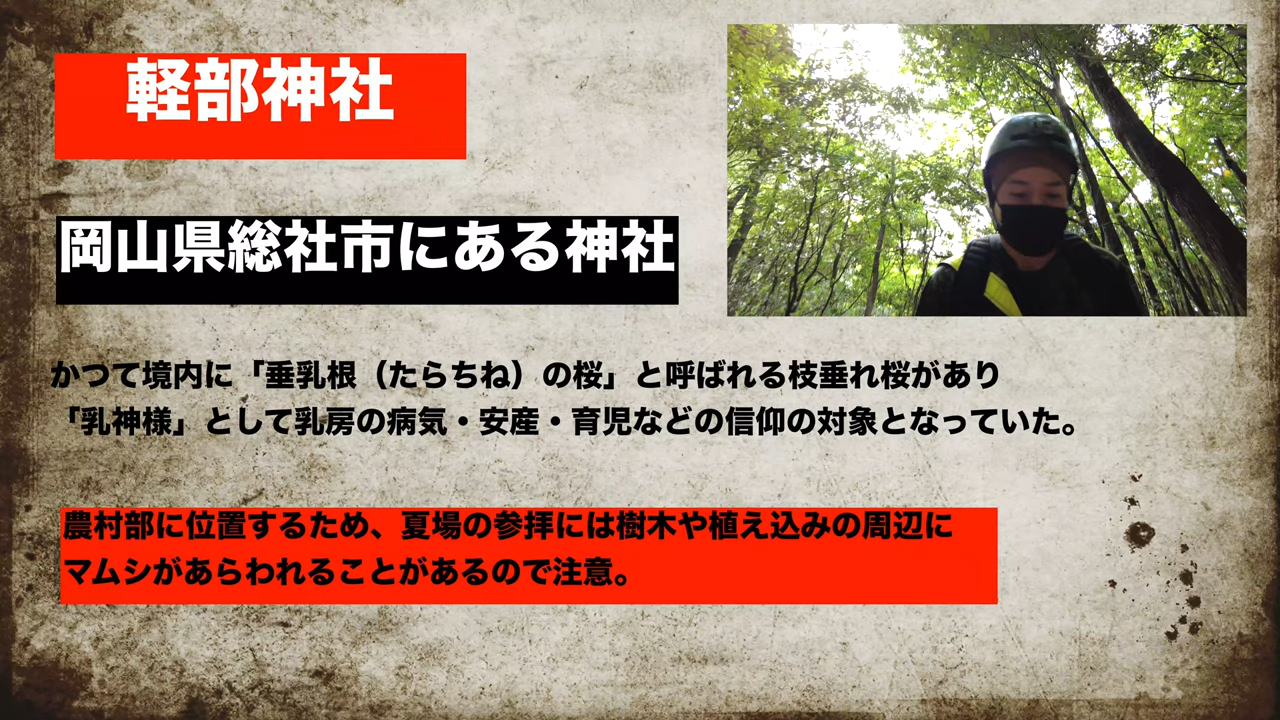 軽部神社
岡山県総社市にある神社
かつて境内に「垂乳根（たらちね）の桜」と呼ばれる枝垂れ桜があり
「乳神様」として乳房の病気・安産・育児などの信仰の対象となっていた。
農村部に位置するため、夏場の参拝には樹木や植え込みの周辺に
マムシがあらわれることがあるので注意。